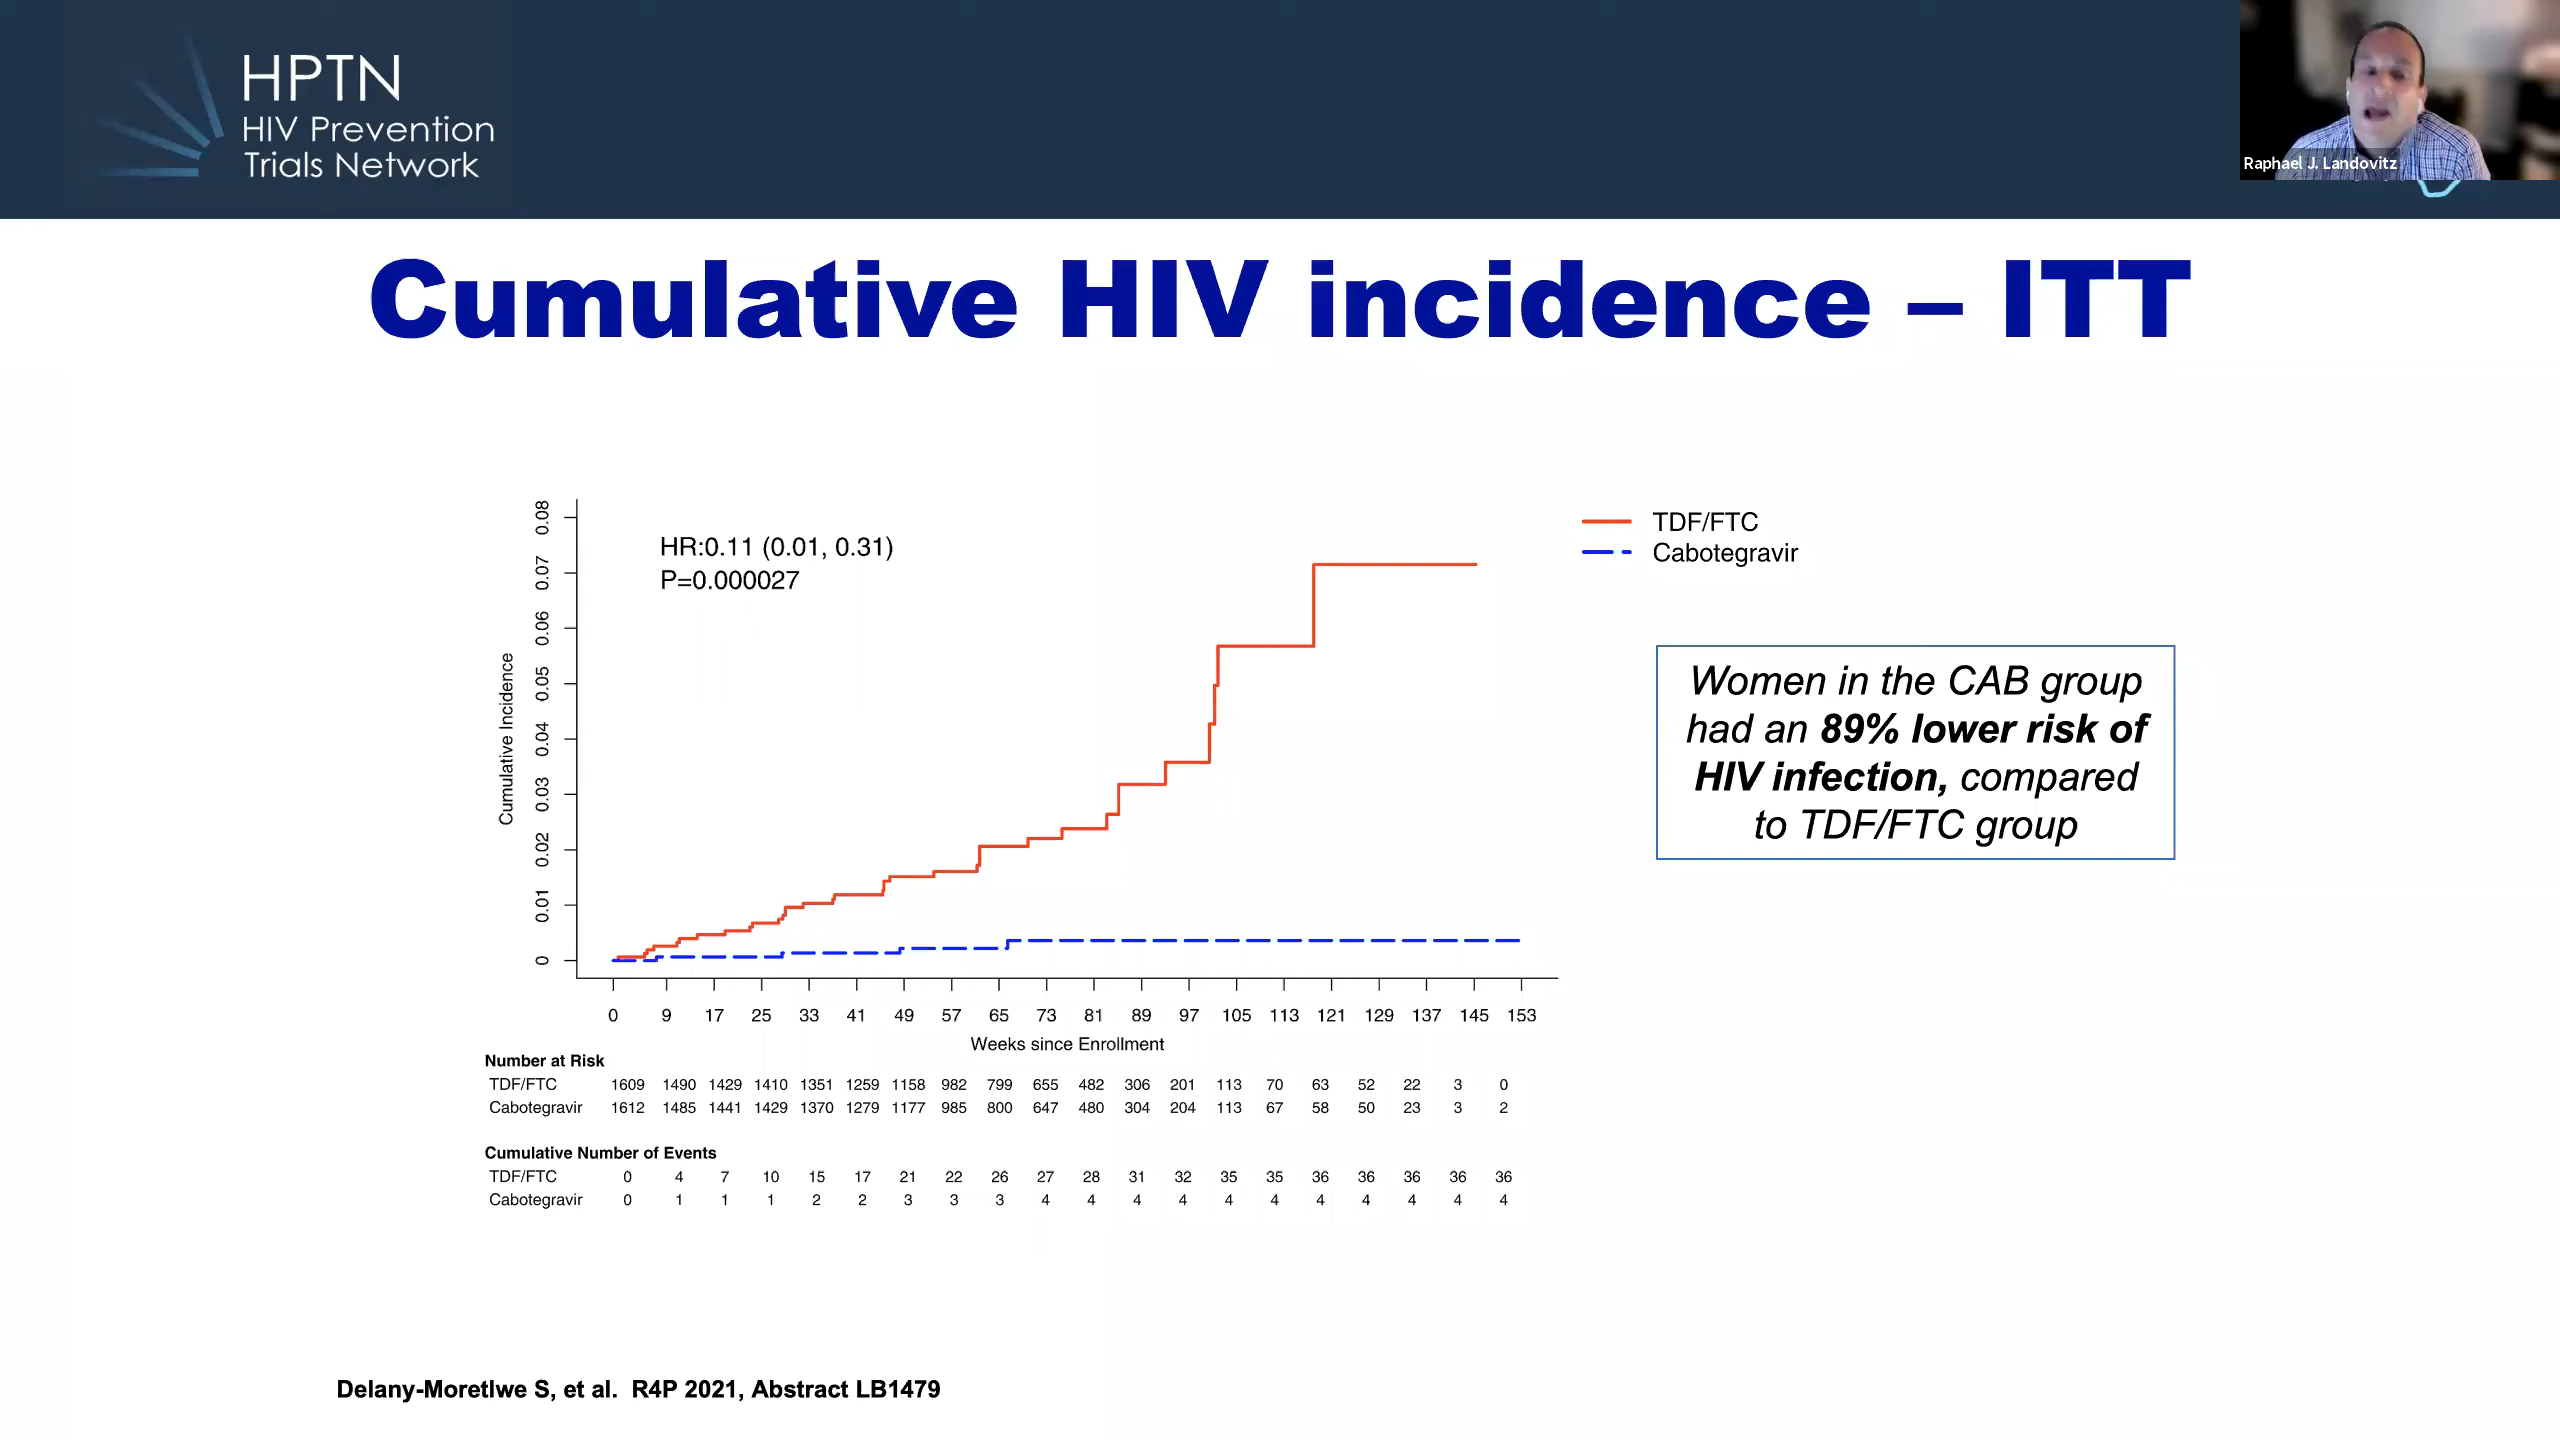 HPTN
HIV Prevention
Trials Network
Raphael J. Landovitz
Cumulative HIV incidence – ITT
HR:0.11 (0.01, 0.31)
P=0.000027
Cumulative Incidence
0.08
0.07
0.06
0.05
0.04
0.03
0.02
0.01
0
0 9 17 25 33 41 49 57 65 73 81 89 97 105 113 121 129 137 145 153
Weeks since Enrollment
TDF/FTC
Cabotegravir
Women in the CAB group
had an 89% lower risk of
HIV infection, compared
to TDF/FTC group
Number at Risk
TDF/FTC 1609 1490 1429 1410 1351 1259 1158 982 799 655 482 306 201 113 70 63 52 22 3 0
Cabotegravir 1612 1485 1441 1429 1370 1279 1177 985 800 647 480 304 204 113 67 58 50 23 3 2
Cumulative Number of Events
TDF/FTC 0 4 7 10 15 17 21 22 26 27 28 31 32 35 35 36 36 36 36 36
Cabotegravir 0 1 1 1 2 2 3 3 3 4 4 4 4 4 4 4 4 4 4 4
Delany-Moretlwe S, et al. R4P 2021, Abstract LB1479